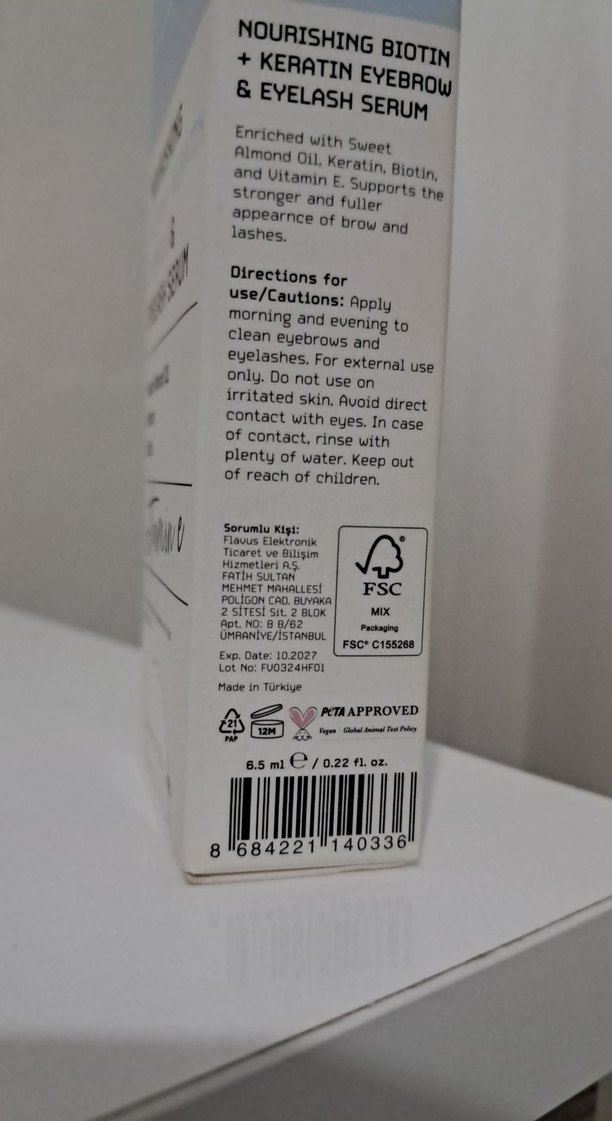 NOURISHING BIOTIN
+ KERATIN EYEBROW
& EYELASH SERUM
Enriched with Sweet
Almond Oil, Keratin, Biotin,
and Vitamin E. Supports the
stronger and fuller
appearnce of brow and
lashes.
Directions for
use/Cautions: Apply
morning and evening to
clean eyebrows and
eyelashes. For external use
only. Do not use on
irritated skin. Avoid direct
contact with eyes. In case
of contact, rinse with
plenty of water. Keep out
of reach of children.
Sorumlu Kişi:
Flavus Elektronik
Ticaret ve Bilişim
Hizmetleri A.Ş.
FATİH SULTAN
MEHMET MAHALLESİ
POLİGON CAD. BUYAKA
2 SİTESİ Sit. 2 BLOK
Apt. NO: 8 B/62
ÜMRANİYE/İSTANBUL
Exp. Date: 10.2027
Lot No: FV0324HF01
Made in Türkiye
FSC
MIX
Packaging
FSC® C155268
21
PAP
12M
PETA APPROVED
Vegan | Global Animal Test Policy
6.5 ml ℮ / 0.22 fl. oz.
8 684221 140336
&
SERUM